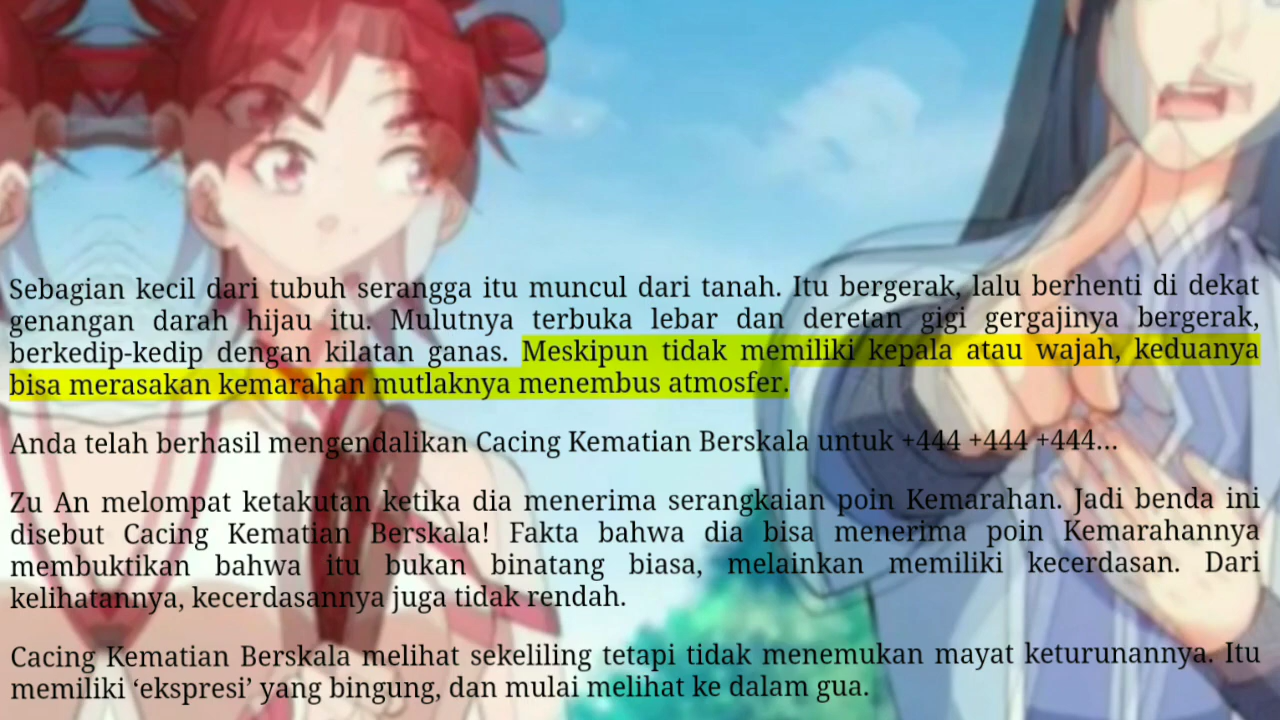 Sebagian kecil dari tubuh serangga itu muncul dari tanah. Itu bergerak, lalu berhenti di dekat
genangan darah hijau itu. Mulutnya terbuka lebar dan deretan gigi gergajinya bergerak,
berkedip-kedip dengan kilatan ganas. Meskipun tidak memiliki kepala atau wajah, keduanya
bisa merasakan kemarahan mutlaknya menembus atmosfer.
Anda telah berhasil mengendalikan Cacing Kematian Berskala untuk +444 +444 +444...
Zu An melompat ketakutan ketika dia menerima serangkaian poin Kemarahan. Jadi benda ini
disebut Cacing Kematian Berskala! Fakta bahwa dia bisa menerima poin Kemarahannya
membuktikan bahwa itu bukan binatang biasa, melainkan memiliki kecerdasan. Dari
kelihatannya, kecerdasannya juga tidak rendah.
Cacing Kematian Berskala melihat sekeliling tetapi tidak menemukan mayat keturunannya. Itu
memiliki ‘ekspresi’ yang bingung, dan mulai melihat ke dalam gua.